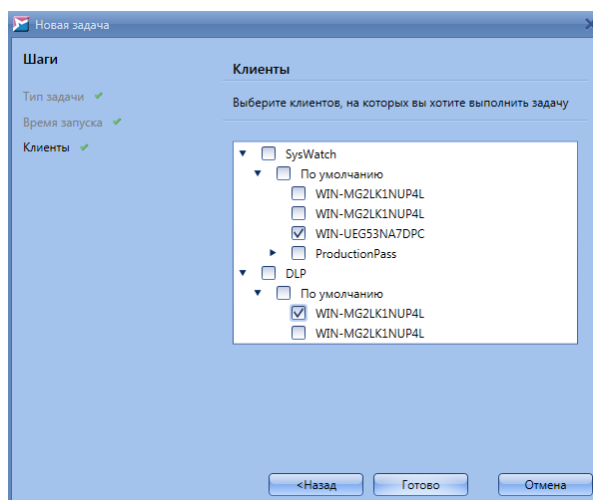 Новая задача
Шаги
Тип задачи
Время запуска
Клиенты
Клиенты
Выберите клиентов, на которых вы хотите выполнить задачу
SysWatch
По умолчанию
WIN-MG2LK1NUP4L
WIN-MG2LK1NUP4L
WIN-UEG53NA7DPC
ProductionPass
DLP
По умолчанию
WIN-MG2LK1NUP4L
WIN-MG2LK1NUP4L
<Назад
Готово
Отмена